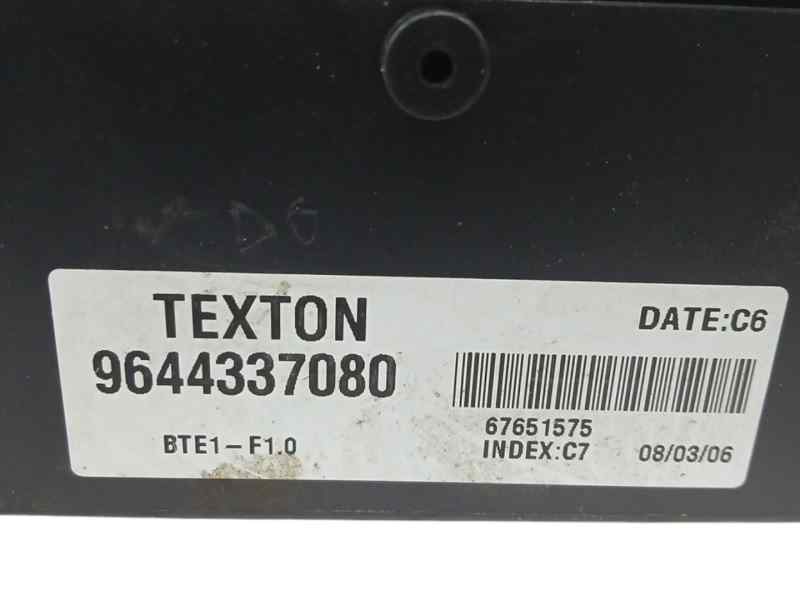 TEXTON
DATE:C6
9644337080
67651575
BTE1-F1.0
INDEX:C7
08/03/06